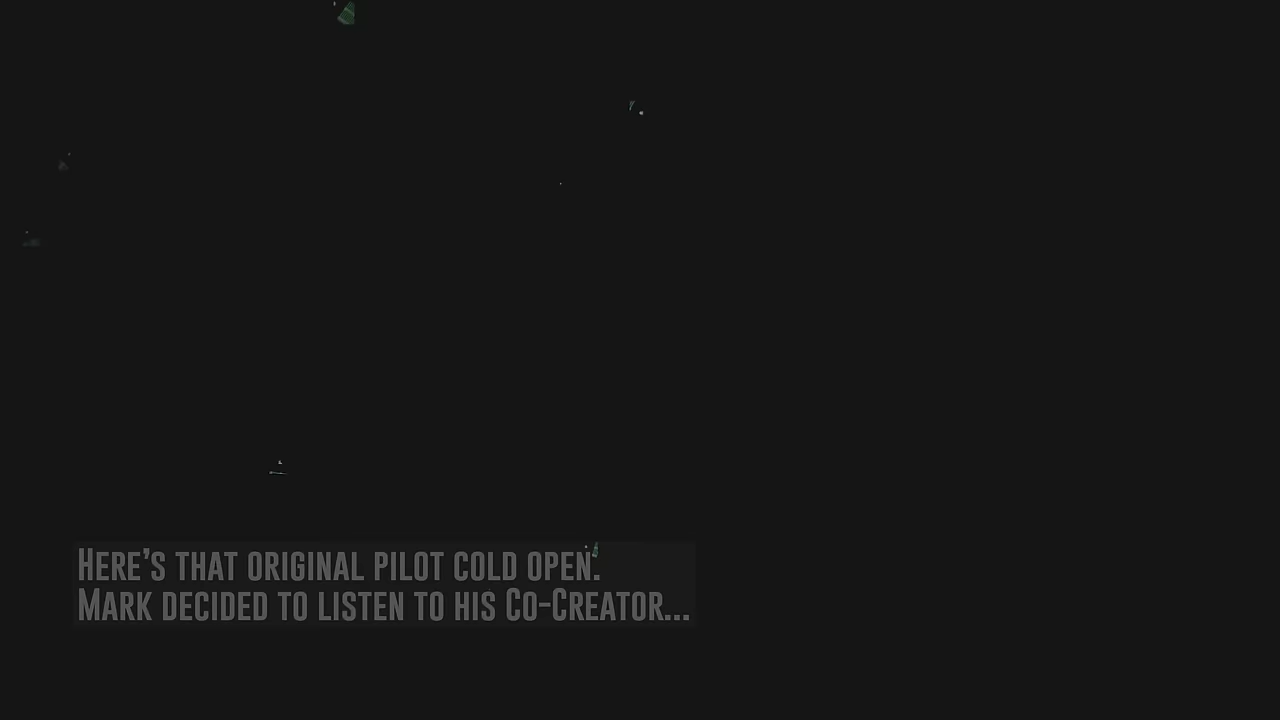 Here's that original pilot cold open.
Mark decided to listen to his Co-Creator...